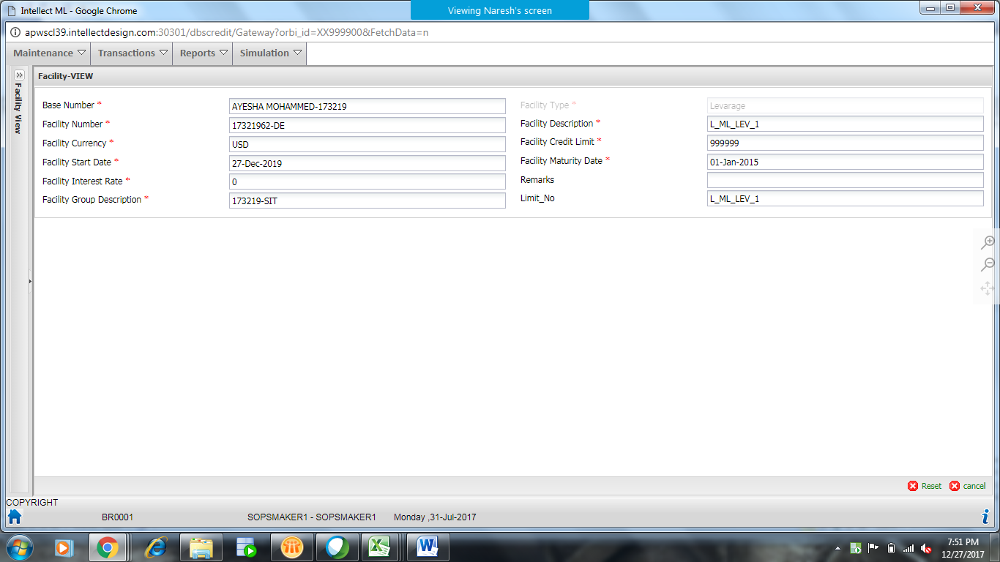 Intellect ML - Google Chrome
Viewing Naresh's screen
apwscl39.intellectdesign.com:30301/dbscredit/Gateway?orbi_id=XX999900&FetchData=n
Maintenance Transactions Reports Simulation
Facility View
Facility-VIEW
Base Number * AYESHA MOHAMMED-173219 Facility Type * Levarage
Facility Number * 17321962-DE Facility Description * L_ML_LEV_1
Facility Currency * USD Facility Credit Limit * 999999
Facility Start Date * 27-Dec-2019 Facility Maturity Date * 01-Jan-2015
Facility Interest Rate * 0 Remarks
Facility Group Description * 173219-SIT Limit_No L_ML_LEV_1
Reset cancel
COPYRIGHT
BR0001 SOPSMAKER1 - SOPSMAKER1 Monday ,31-Jul-2017
7:51 PM
12/27/2017